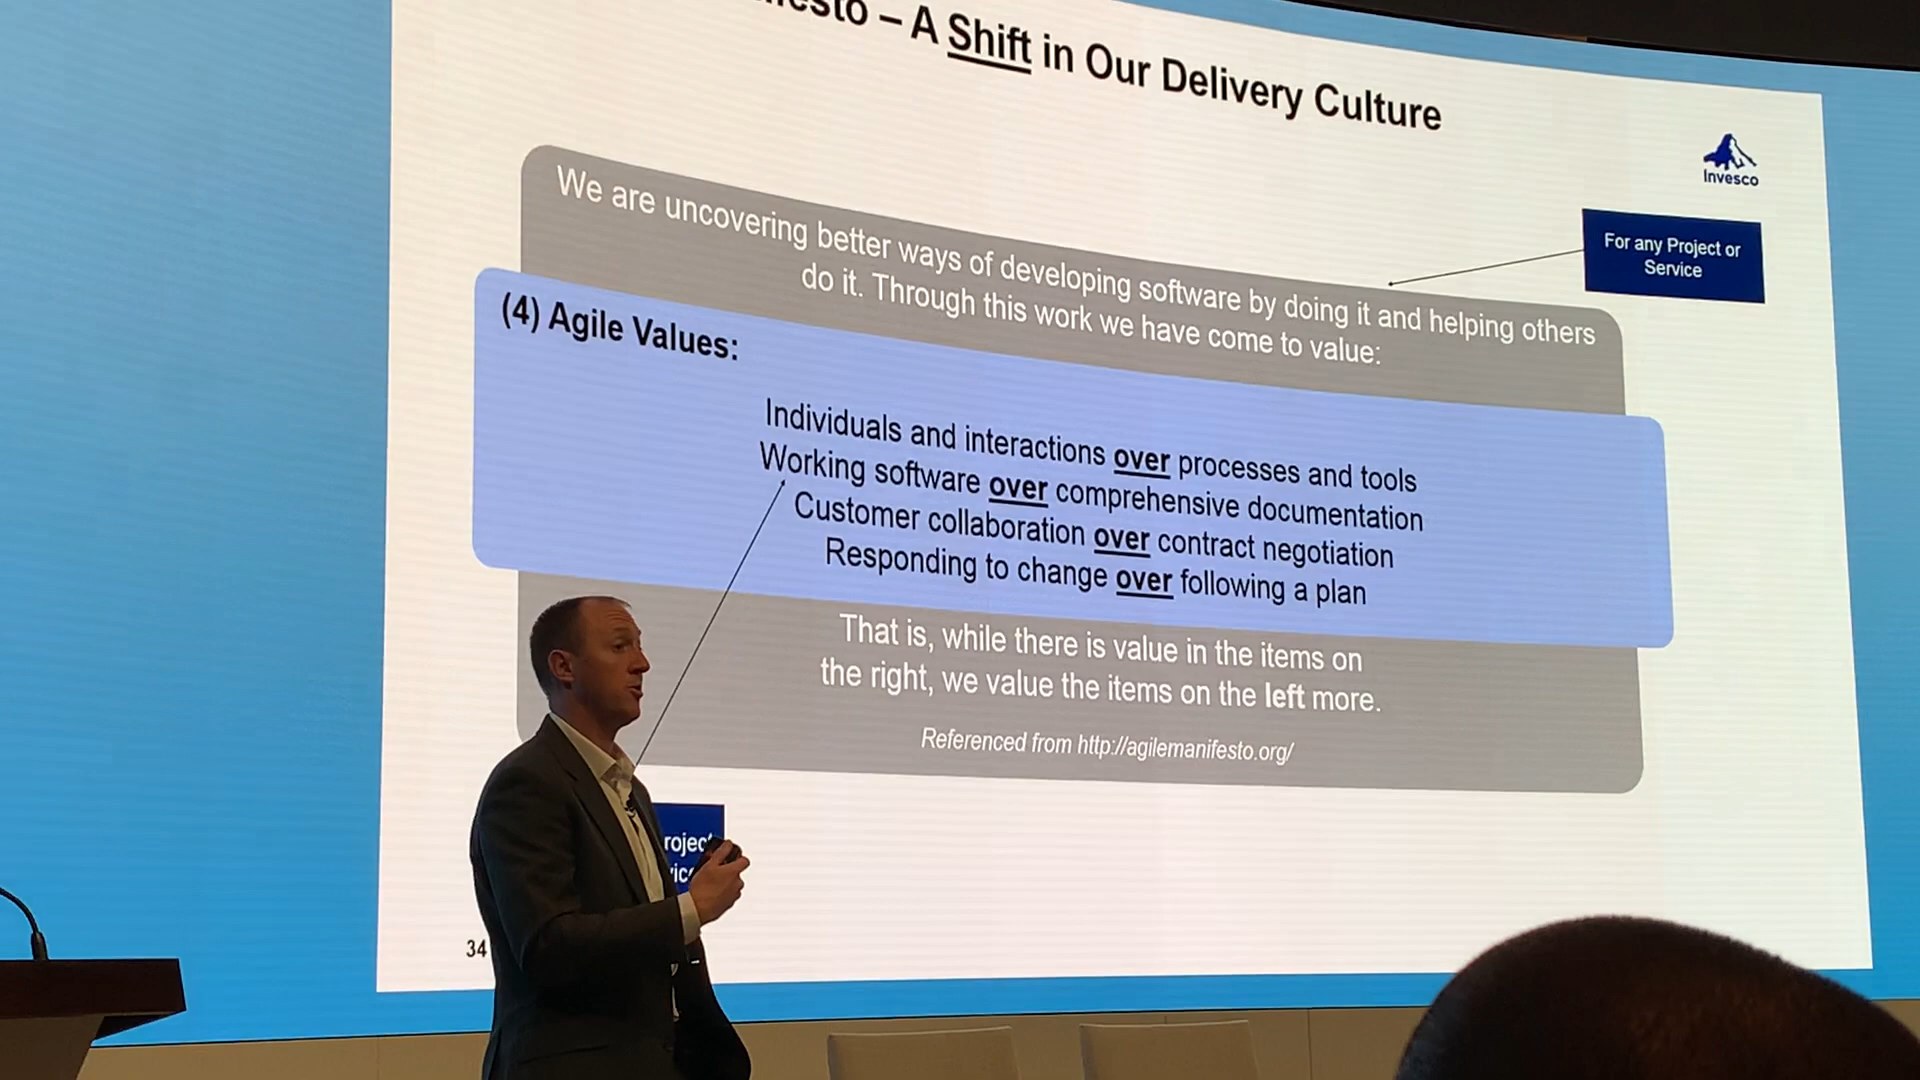 – A Shift in Our Delivery Culture
Invesco
For any Project or
Service
We are uncovering better ways of developing software by doing it and helping others
do it. Through this work we have come to value:
(4) Agile Values:
Individuals and interactions over processes and tools
Working software over comprehensive documentation
Customer collaboration over contract negotiation
Responding to change over following a plan
That is, while there is value in the items on
the right, we value the items on the left more.
Referenced from http://agilemanifesto.org/
34